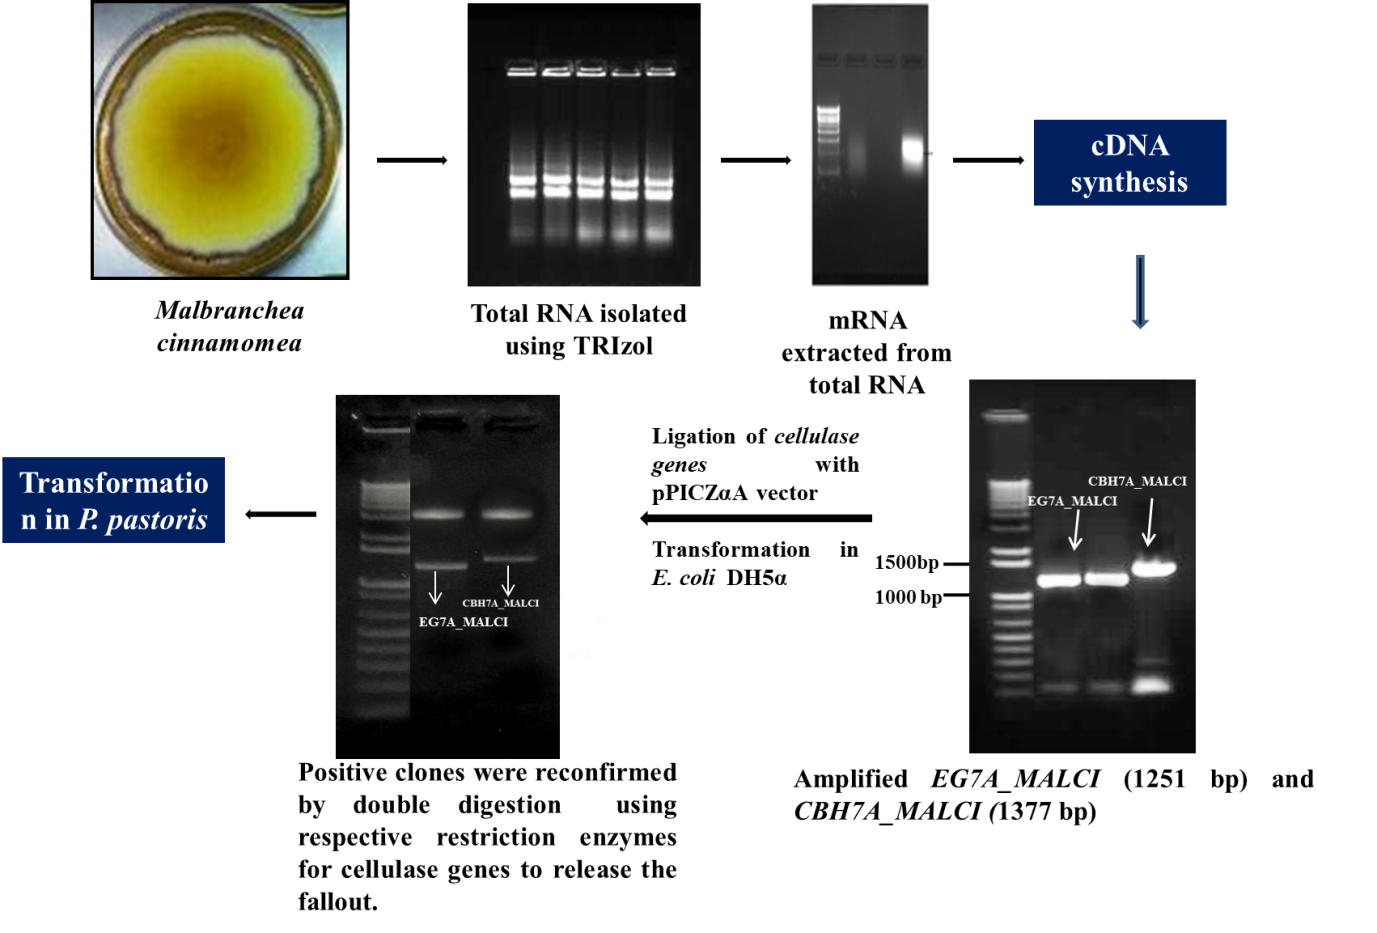 Malbranchea
cinnamomea
Total RNA isolated
using TRIzol
mRNA
extracted from
total RNA
cDNA
synthesis
CBH7A_MALCI
EG7A_MALCI
1500bp
1000 bp
Amplified EG7A_MALCI (1251 bp) and
CBH7A_MALCI (1377 bp)
Ligation of cellulase
genes with
pPICZαA vector
Transformation in
E. coli DH5α
CBH7A_MALCI
EG7A_MALCI
Positive clones were reconfirmed
by double digestion using
respective restriction enzymes
for cellulase genes to release the
fallout.
Transformatio
n in P. pastoris